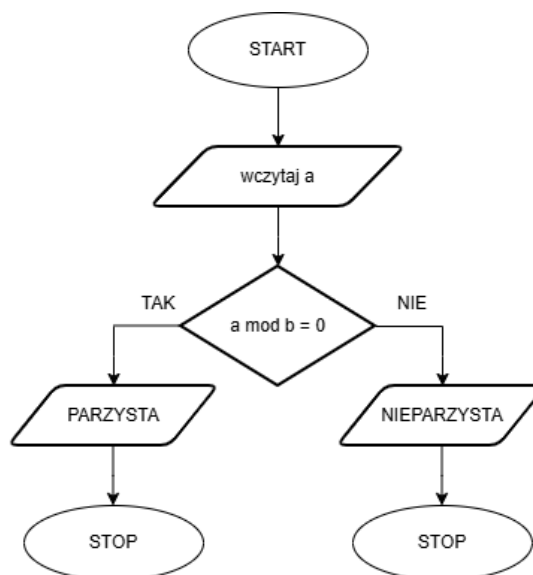 START
wczytaj a
TAK
NIE
a mod b = 0
PARZYSTA
NIEPARZYSTA
STOP
STOP